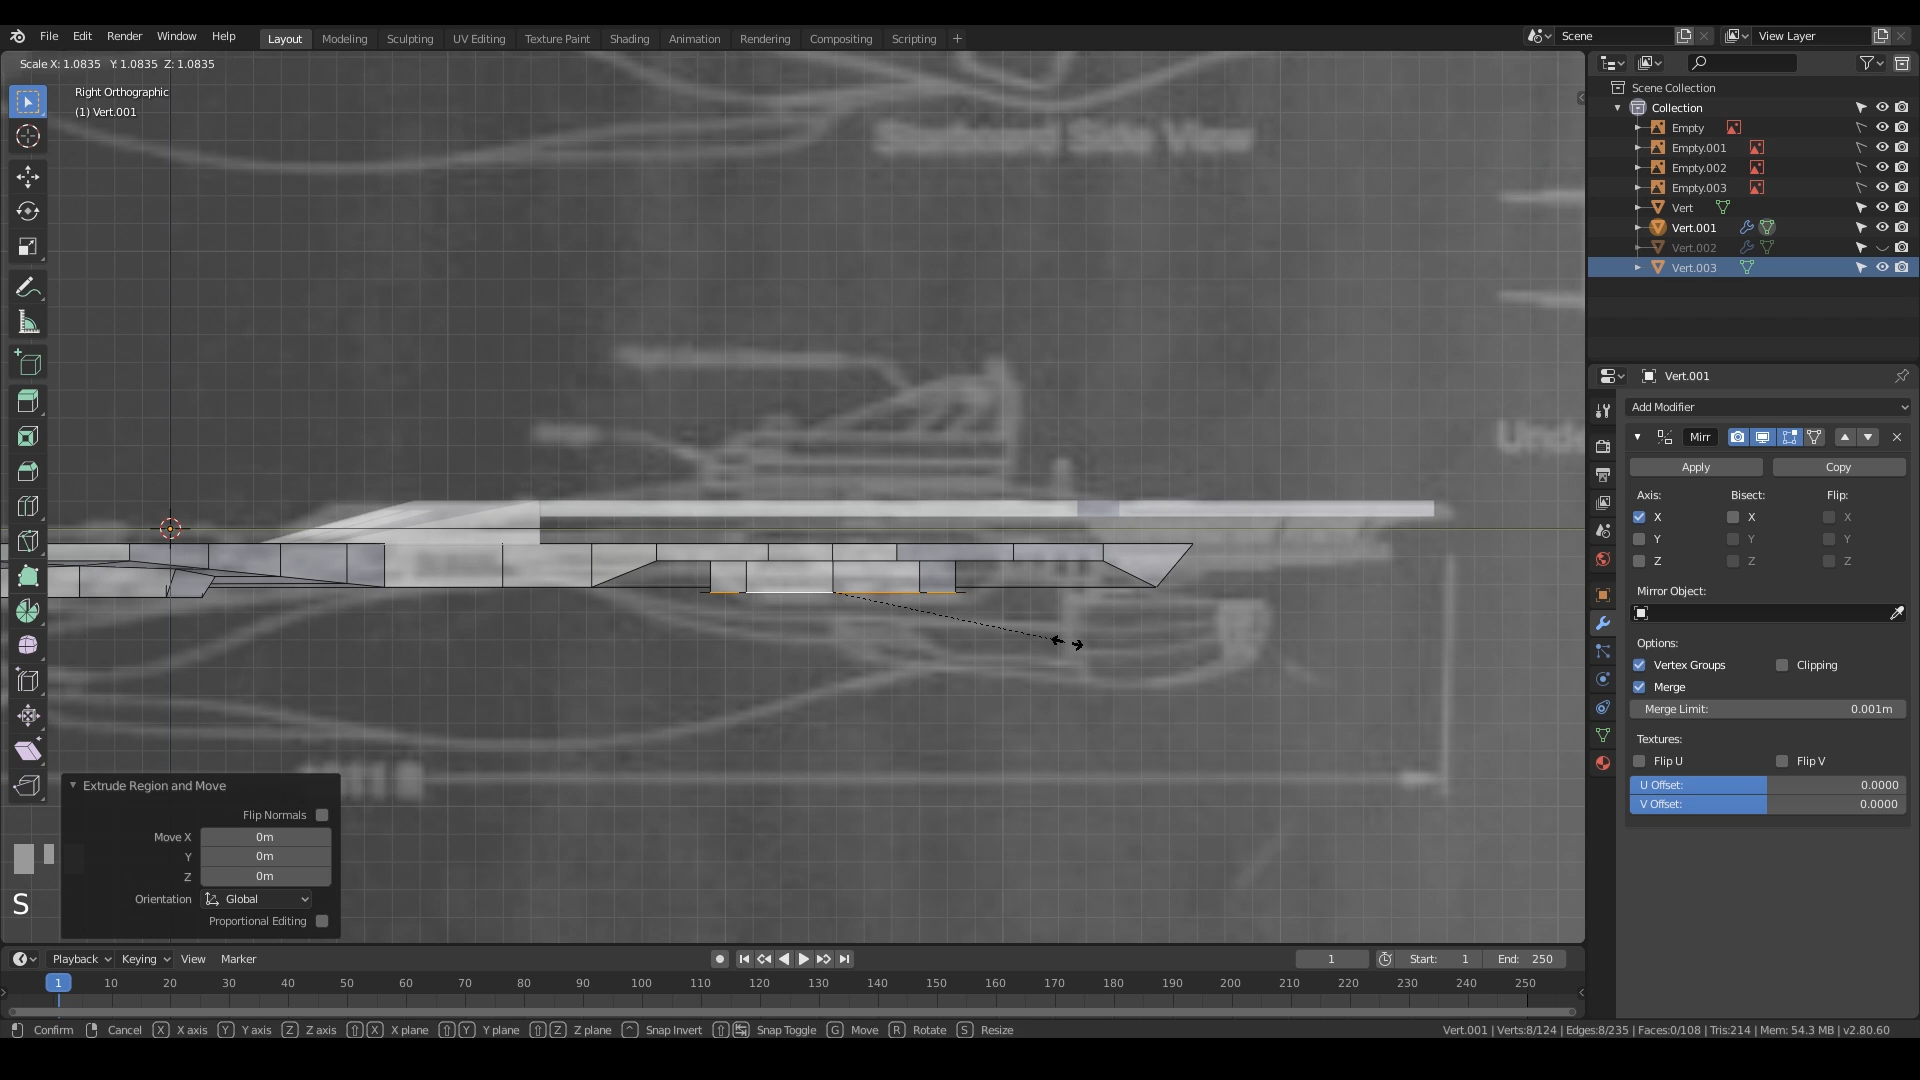 File Edit Render Window Help Layout Modeling Sculpting UV Editing Texture Paint Shading Animation Rendering Compositing Scripting + Scene View Layer
Scale X: 1.0835 Y: 1.0835 Z: 1.0835
Right Orthographic
(1) Vert.001
Starboard Side View
Scene Collection
Collection
Empty
Empty.001
Empty.002
Empty.003
Vert
Vert.001
Vert.002
Vert.003
Vert.001
Add Modifier
Mirr
Apply Copy
Axis: Bisect: Flip:
X X X
Y Y Y
Z Z Z
Mirror Object:
Options:
Vertex Groups Clipping
Merge
Merge Limit: 0.001m
Textures:
Flip U Flip V
U Offset: 0.0000
V Offset: 0.0000
Extrude Region and Move
Flip Normals
Move X 0m
Y 0m
Z 0m
Orientation Global
Proportional Editing
S
Playback Keying View Marker 1 Start: 1 End: 250
1 10 20 30 40 50 60 70 80 90 100 110 120 130 140 150 160 170 180 190 200 210 220 230 240 250
Confirm Cancel X X axis Y Y axis Z Z axis X X plane Y Y plane Z Z plane ^ Snap Invert Snap Toggle G Move R Rotate S Resize Vert.001 | Verts:8/124 | Edges:8/235 | Faces:0/108 | Tris:214 | Mem: 54.3 MB | v2.80.60